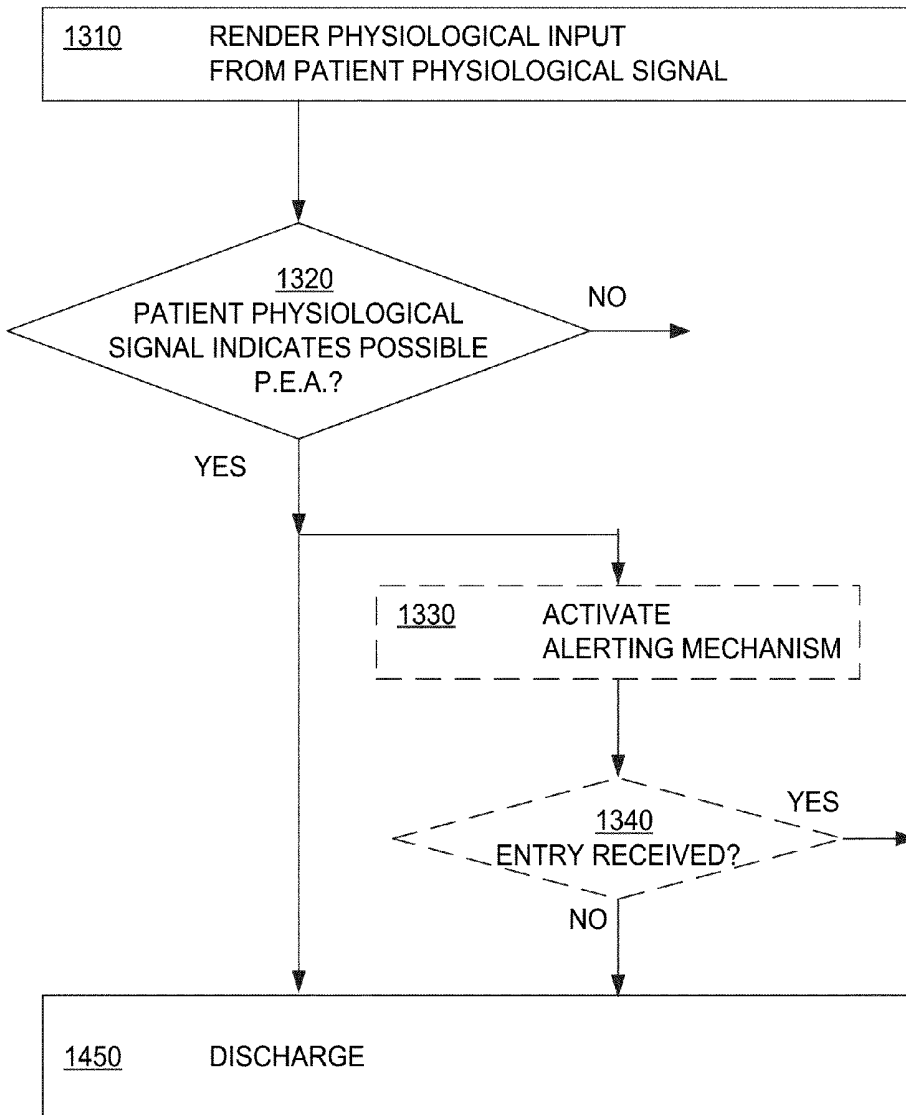 1310 RENDER PHYSIOLOGICAL INPUT
FROM PATIENT PHYSIOLOGICAL SIGNAL
1320
PATIENT PHYSIOLOGICAL
SIGNAL INDICATES POSSIBLE
P.E.A.?
NO
YES
1330 ACTIVATE
ALERTING MECHANISM
1340
ENTRY RECEIVED?
YES
NO
1450 DISCHARGE